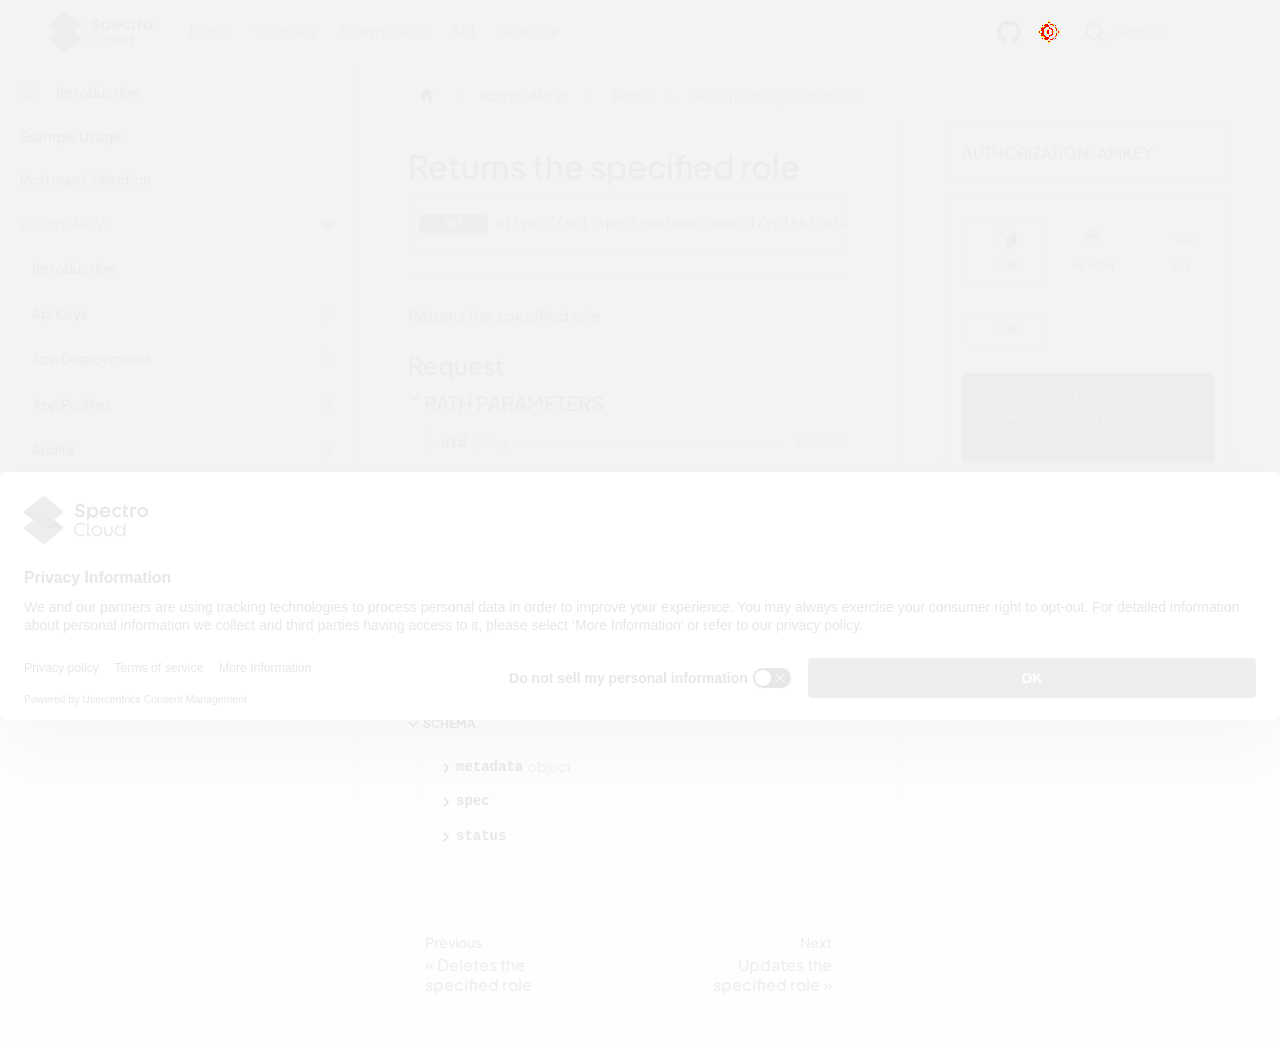 Spectro Cloud
Docs Tutorials Downloads API latest
Search
Introduction
Example Usage
Postman Collection
Palette API V1
Introduction
Api Keys
App Deployments
App Profiles
Audits
Palette API V1 Roles Returns the specified role
Returns the specified role
GET https://api.spectrocloud.com/v1/roles/:uid
Returns the specified role
Request
PATH PARAMETERS
uid string REQUIRED
AUTHORIZATION: APIKEY
CURL PYTHON GO
CURL
Spectro Cloud
Privacy Information
We and our partners are using tracking technologies to process personal data in order to improve your experience. You may always exercise your consumer right to opt-out. For detailed information
about personal information we collect and third parties having access to it, please select 'More Information' or refer to our privacy policy.
Privacy policy Terms of service More Information
Powered by Usercentrics Consent Management
Do not sell my personal information
OK
SCHEMA
metadata object
spec
status
Previous
« Deletes the
specified role
Next
Updates the
specified role »